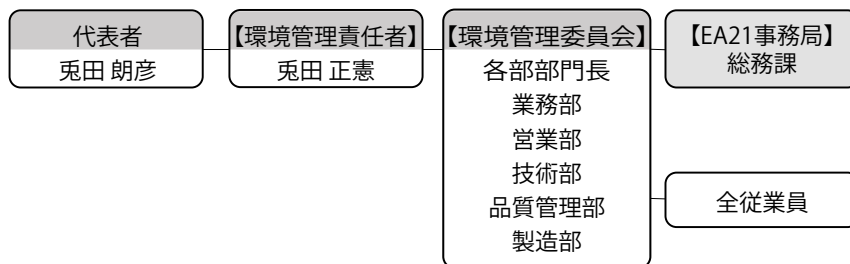 代表者
兎田 朗彦
【環境管理責任者】
兎田 正憲
【環境管理委員会】
各部部門長
業務部
営業部
技術部
品質管理部
製造部
【EA21事務局】
総務課
全従業員